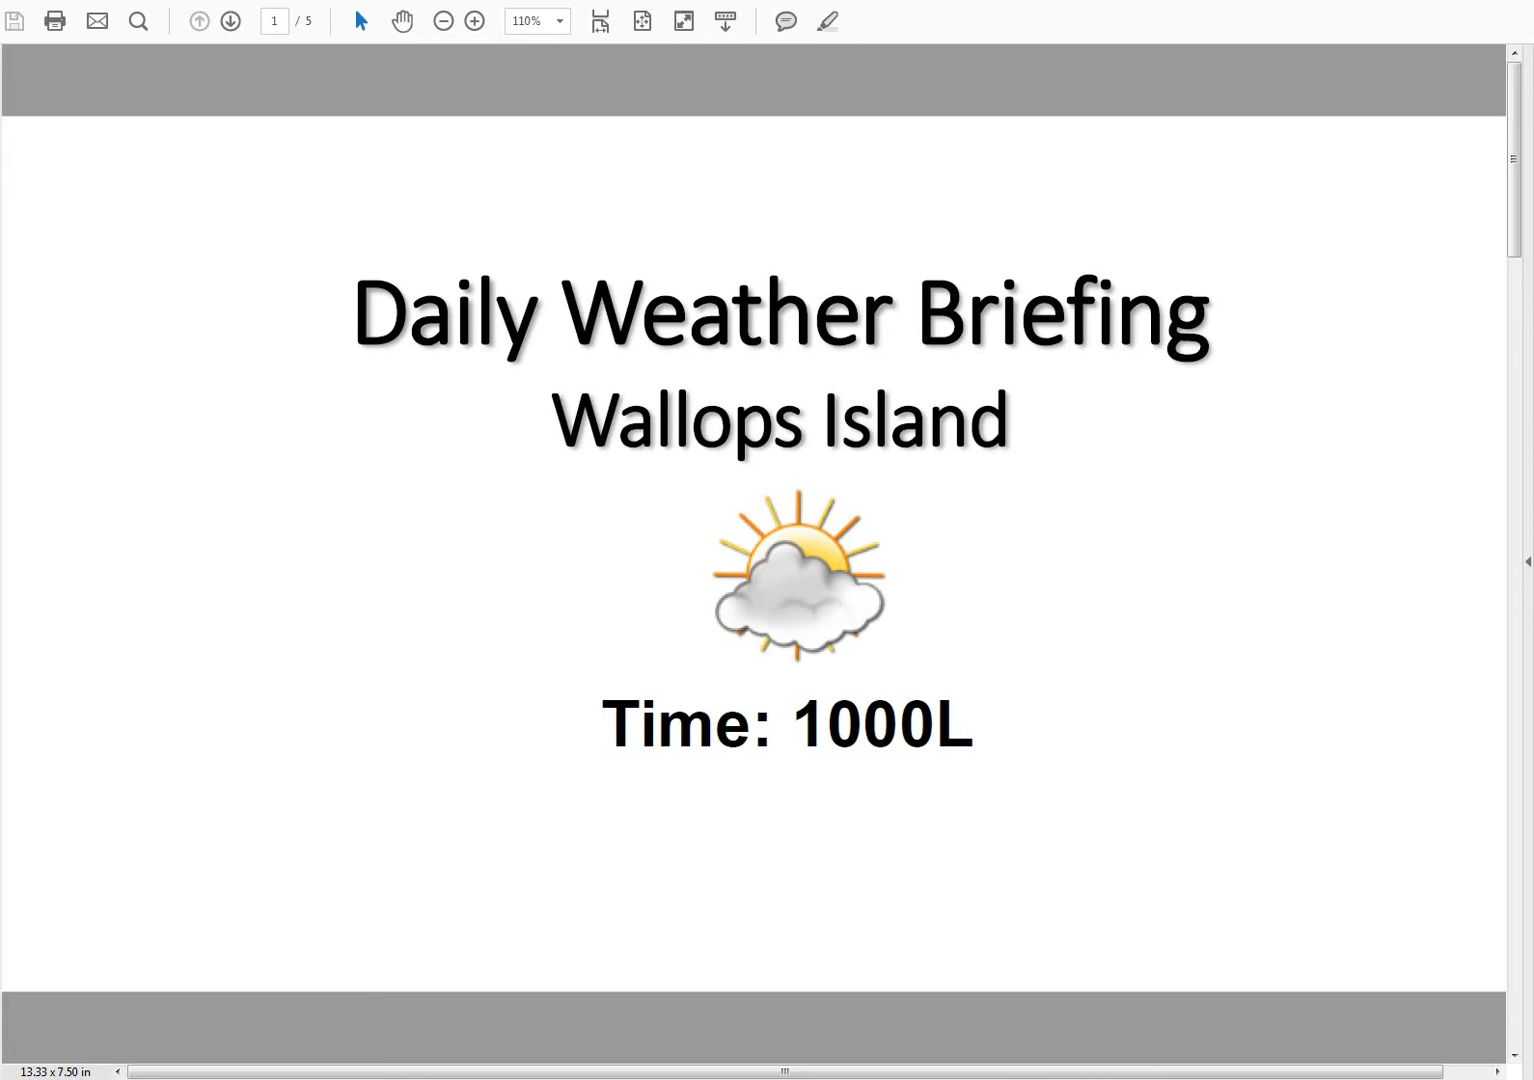 1 / 5
110%
Daily Weather Briefing
Wallops Island
Time: 1000L
13.33 x 7.50 in